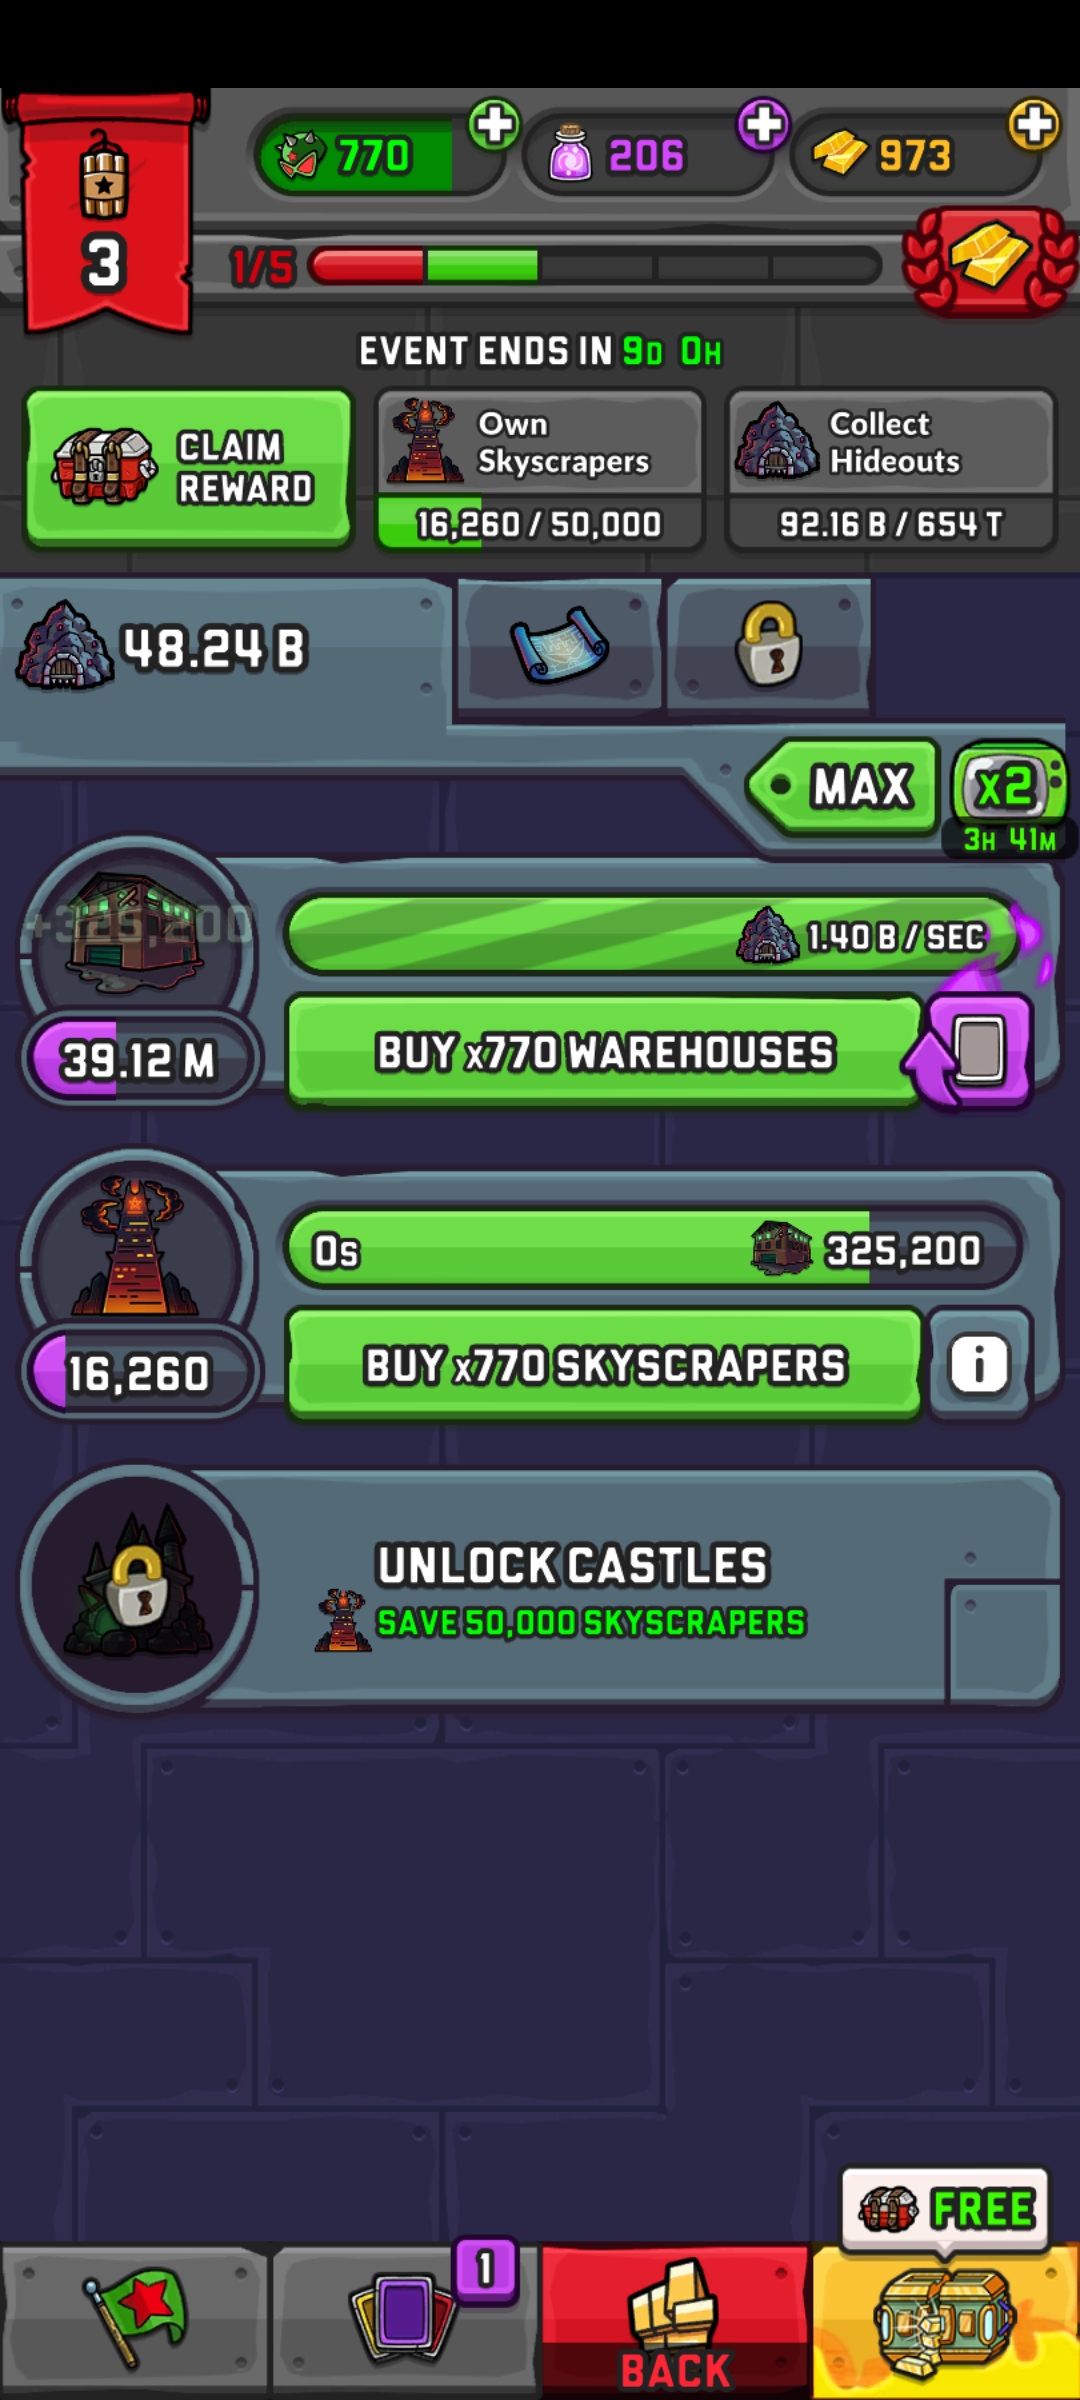 770
206
973
3
1/5
EVENT ENDS IN 9D 0H
CLAIM
REWARD
Own
Skyscrapers
16,260 / 50,000
Collect
Hideouts
92.16 B / 654 T
48.24 B
MAX
x2
3H 41M
+325,200
1.40 B / SEC
39.12 M
BUY x770 WAREHOUSES
0s
325,200
16,260
BUY x770 SKYSCRAPERS
i
UNLOCK CASTLES
SAVE 50,000 SKYSCRAPERS
FREE
1
BACK